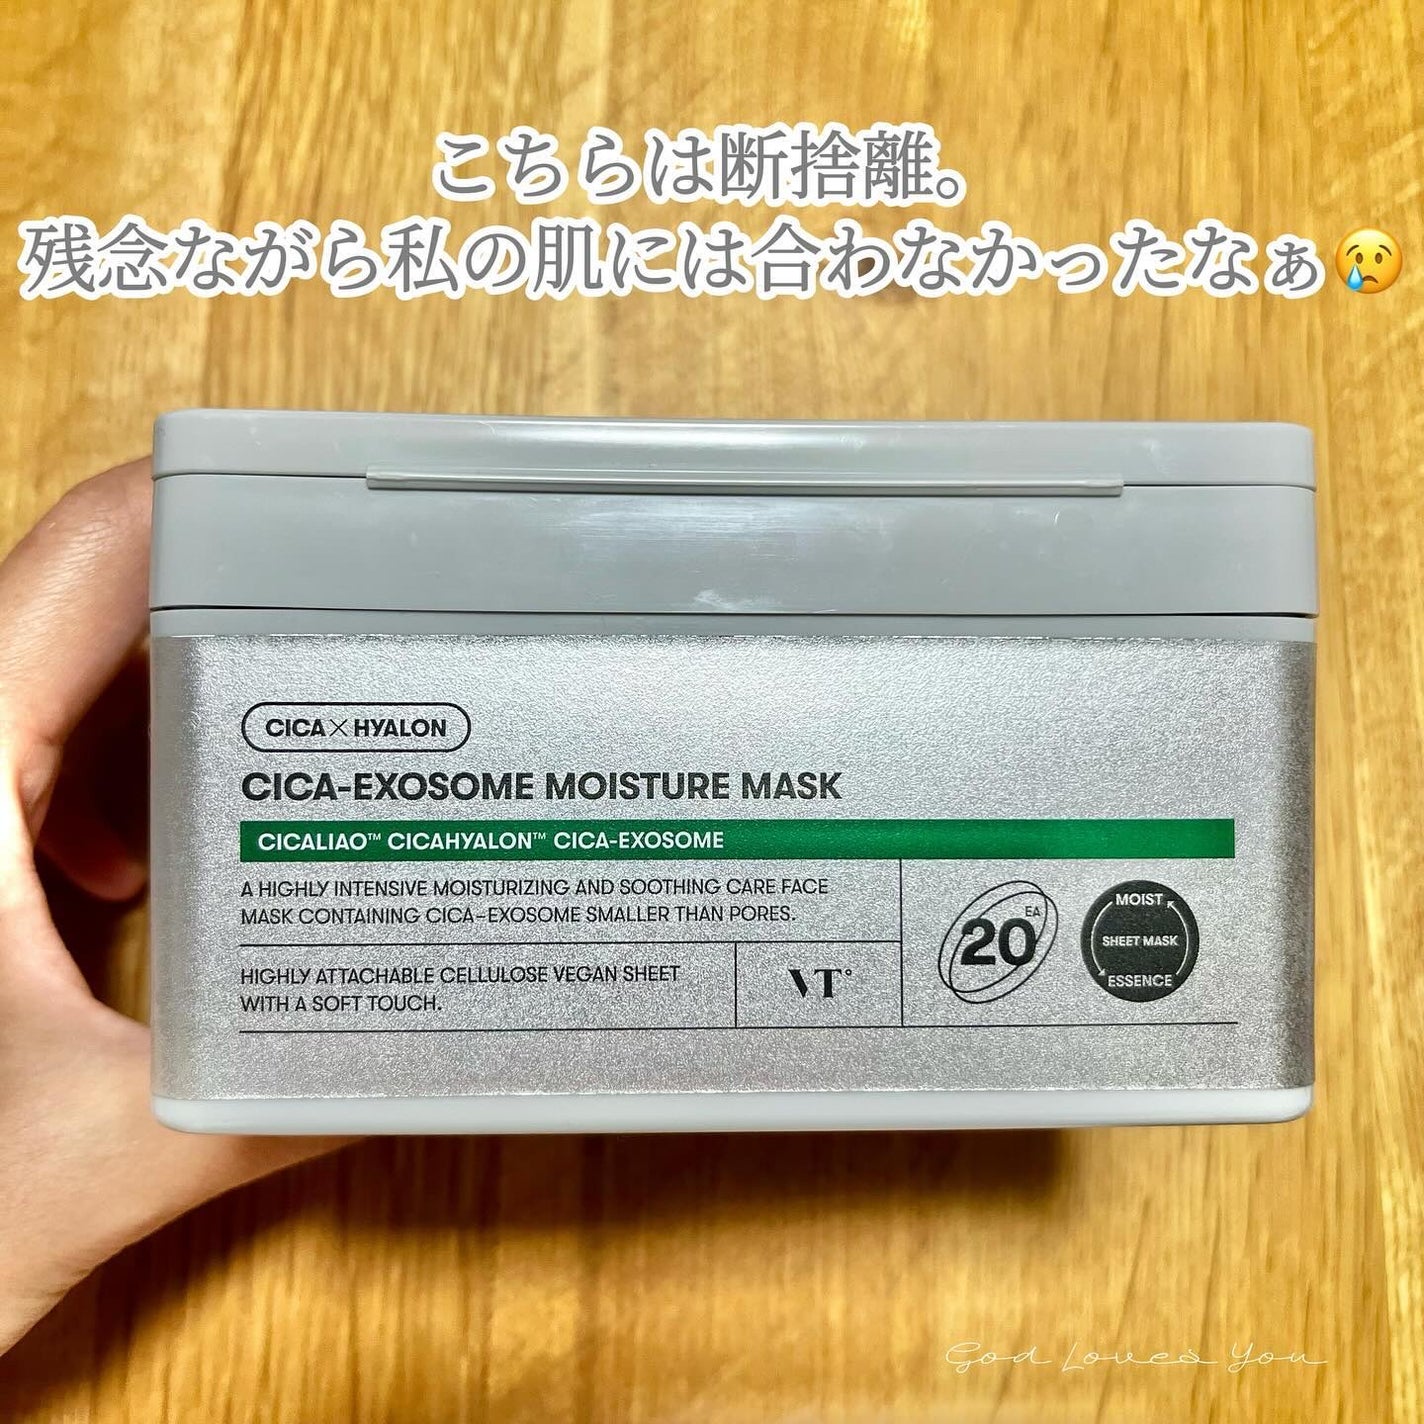 こちらは断捨離。
残念ながら私の肌には合わなかったなぁ😢
CICA×HYALON
CICA-EXOSOME MOISTURE MASK
CICALIAO™ CICAHYALON™ CICA-EXOSOME
A HIGHLY INTENSIVE MOISTURIZING AND SOOTHING CARE FACE
MASK CONTAINING CICA-EXOSOME SMALLER THAN PORES.
HIGHLY ATTACHABLE CELLULOSE VEGAN SHEET
WITH A SOFT TOUCH.
VT°
20 EA
MOIST
SHEET MASK
ESSENCE
God Loves You